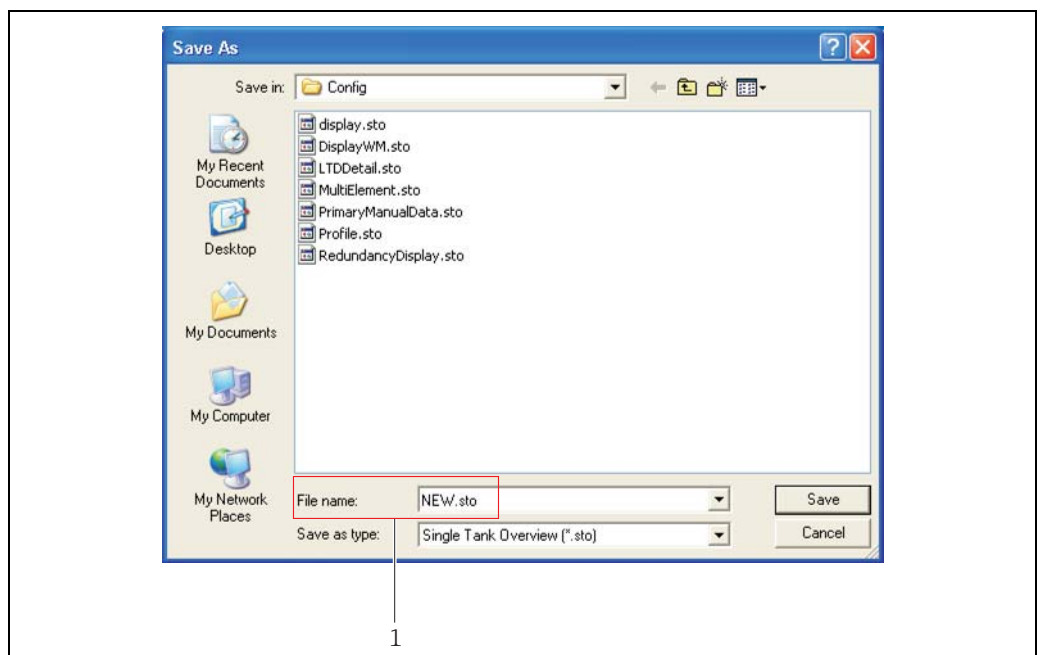 Save As
Save in:
Config
My Recent
Documents
Desktop
My Documents
My Computer
My Network
Places
display.sto
DisplayWM.sto
LTDDetail.sto
MultiElement.sto
PrimaryManualData.sto
Profile.sto
RedundancyDisplay.sto
File name:
NEW.sto
Save
Save as type:
Single Tank Overview (*.sto)
Cancel
1